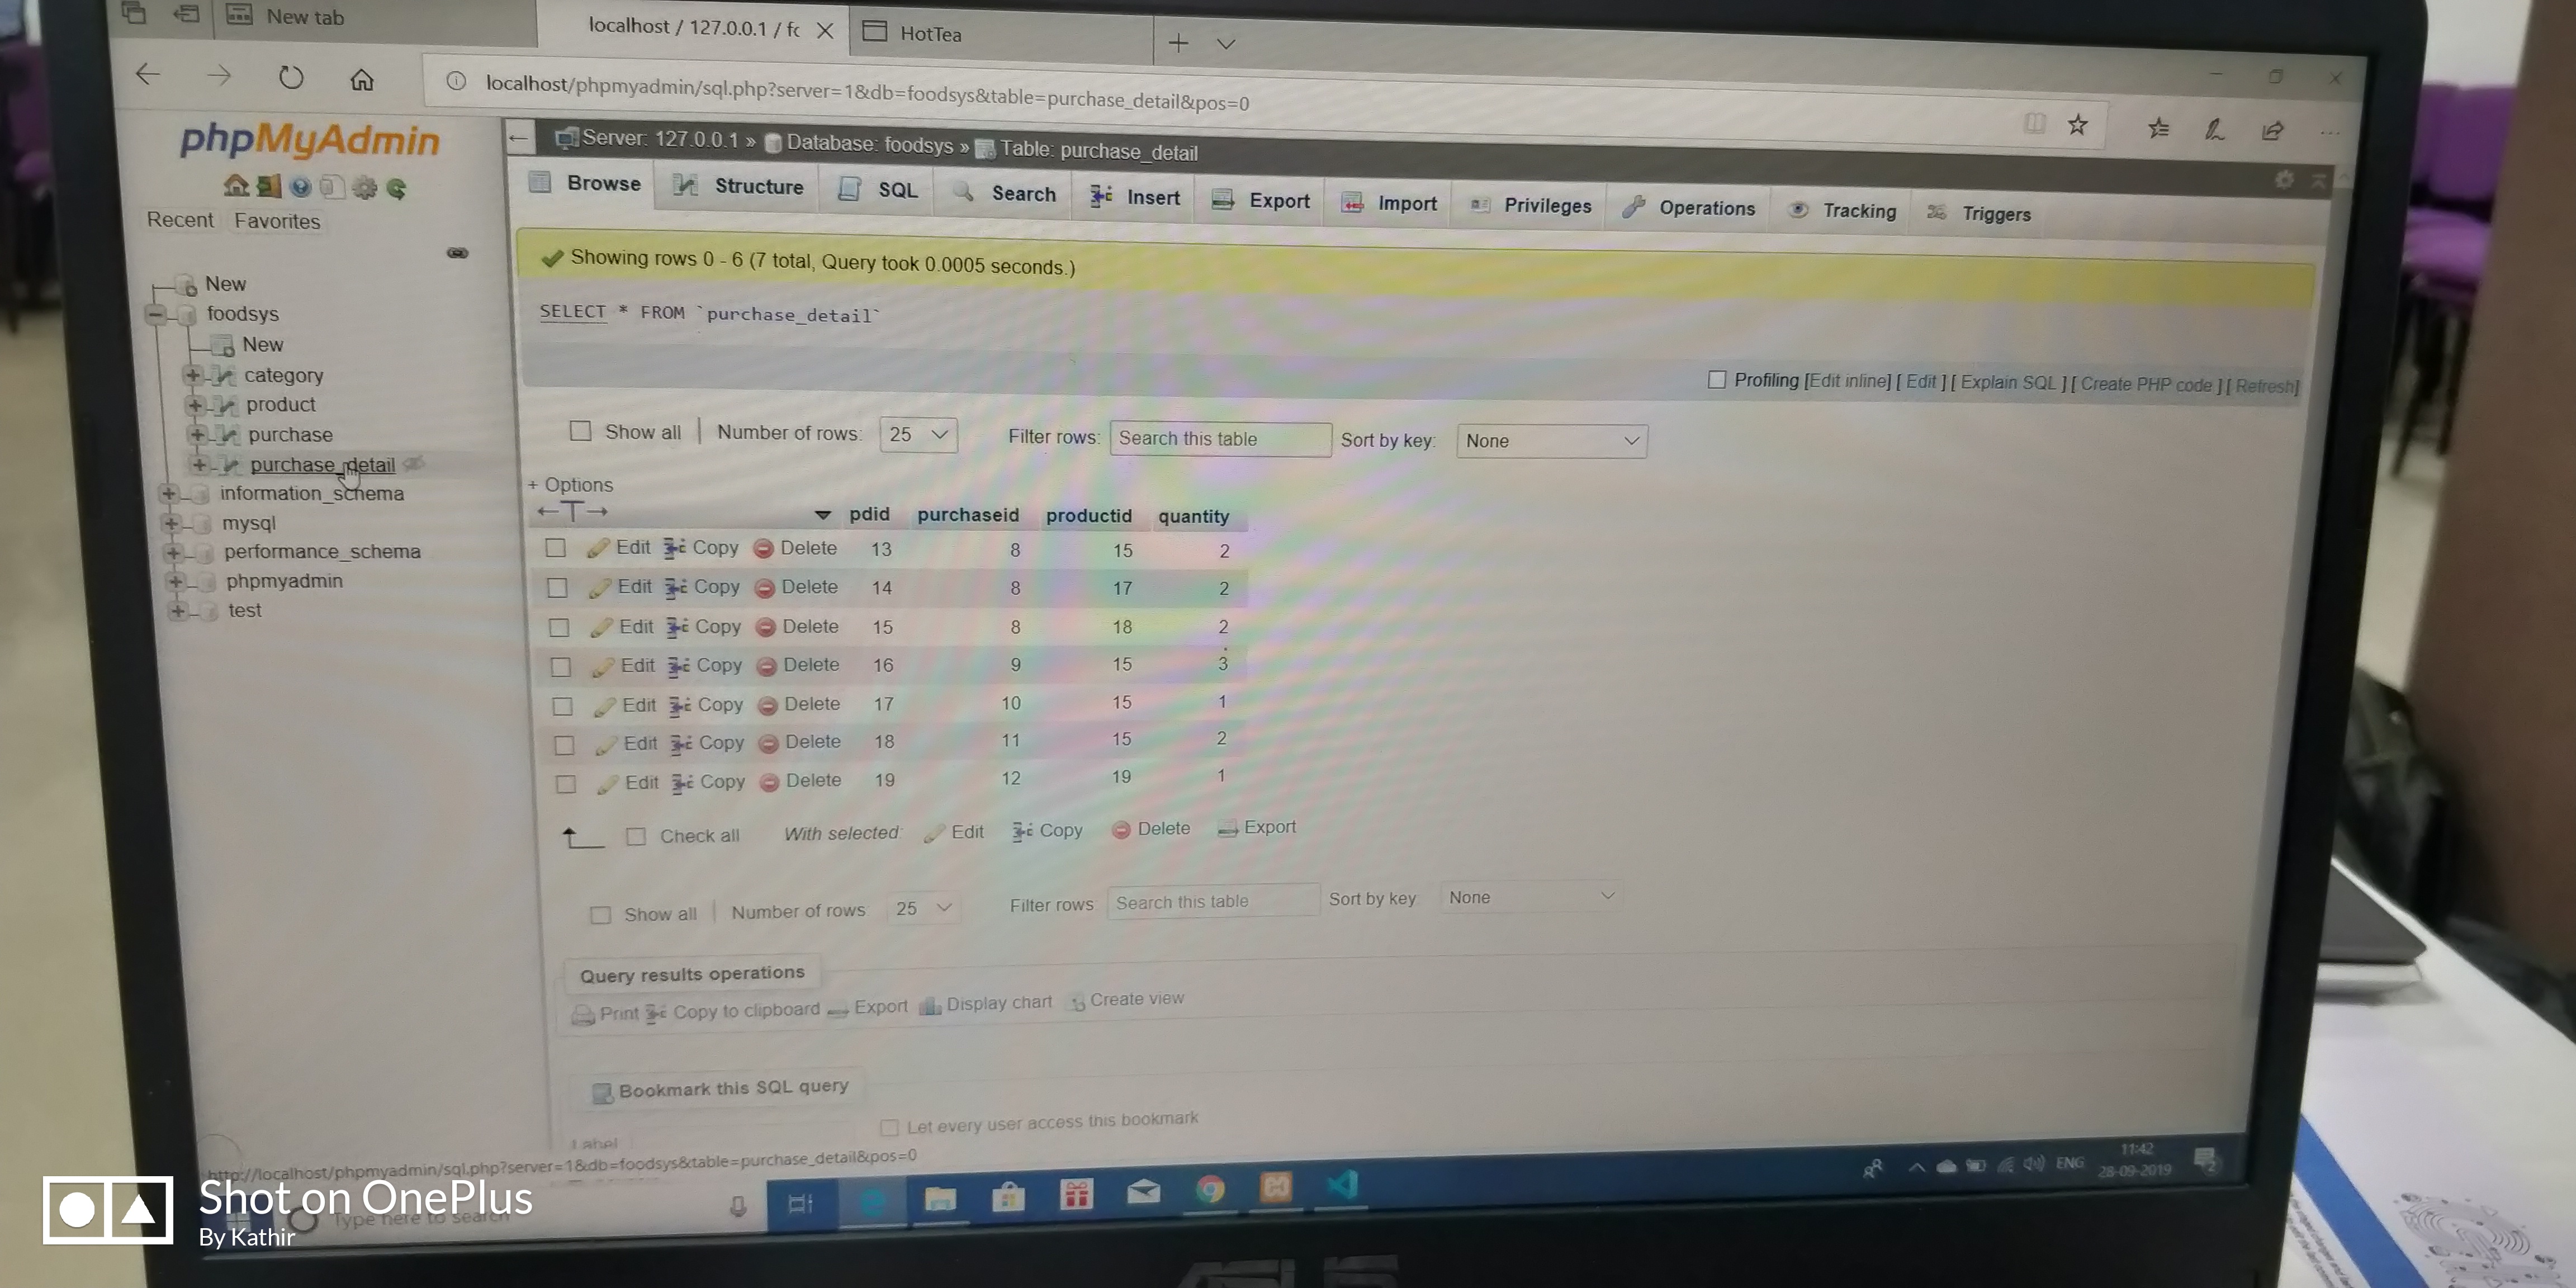 New tab
localhost / 127.0.0.1 / fc
HotTea
localhost/phpmyadmin/sql.php?server=1&db=foodsys&table=purchase_detail&pos=0
phpMyAdmin
Recent Favorites
New
foodsys
New
category
product
purchase
purchase_detail
information_schema
mysql
performance_schema
phpmyadmin
test
Server: 127.0.0.1 » Database: foodsys » Table: purchase_detail
Browse Structure SQL Search Insert Export Import Privileges Operations Tracking Triggers
Showing rows 0 - 6 (7 total, Query took 0.0005 seconds.)
SELECT * FROM `purchase_detail`
Profiling [Edit inline] [ Edit ] [ Explain SQL ] [ Create PHP code ] [ Refresh]
Show all | Number of rows: 25 Filter rows: Search this table Sort by key: None
+ Options
←T→ pdid purchaseid productid quantity
Edit Copy Delete 13 8 15 2
Edit Copy Delete 14 8 17 2
Edit Copy Delete 15 8 18 2
Edit Copy Delete 16 9 15 3
Edit Copy Delete 17 10 15 1
Edit Copy Delete 18 11 15 2
Edit Copy Delete 19 12 19 1
Check all With selected: Edit Copy Delete Export
Show all | Number of rows 25 Filter rows Search this table Sort by key None
Query results operations
Print Copy to clipboard Export Display chart Create view
Bookmark this SQL query
Label
Let every user access this bookmark
http://localhost/phpmyadmin/sql.php?server=1&db=foodsys&table=purchase_detail&pos=0
Type here to search
ENG
11:42
28-09-2019
2
Shot on OnePlus
By Kathir